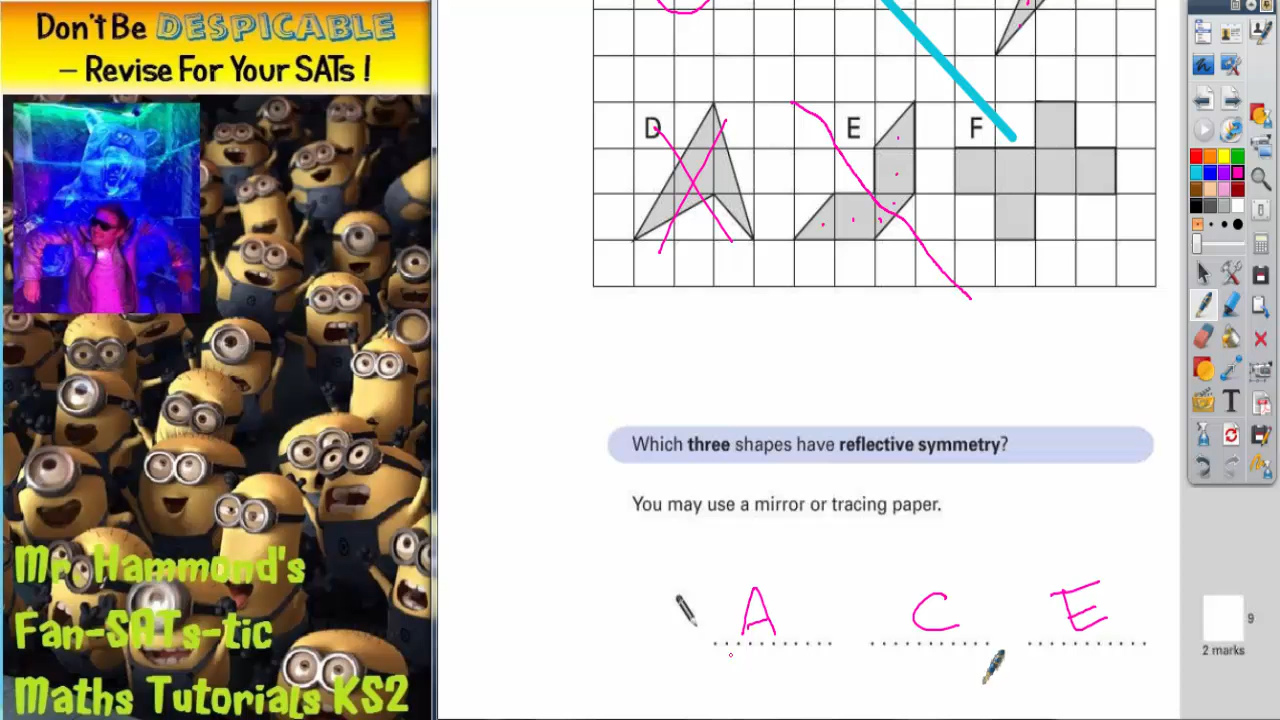 Don't Be DESPICABLE
– Revise For Your SATs !
Mr. Hammond's
Fan-SATs-tic
Maths Tutorials KS2
D
E
F
Which three shapes have reflective symmetry?
You may use a mirror or tracing paper.
A C E
9
2 marks
T